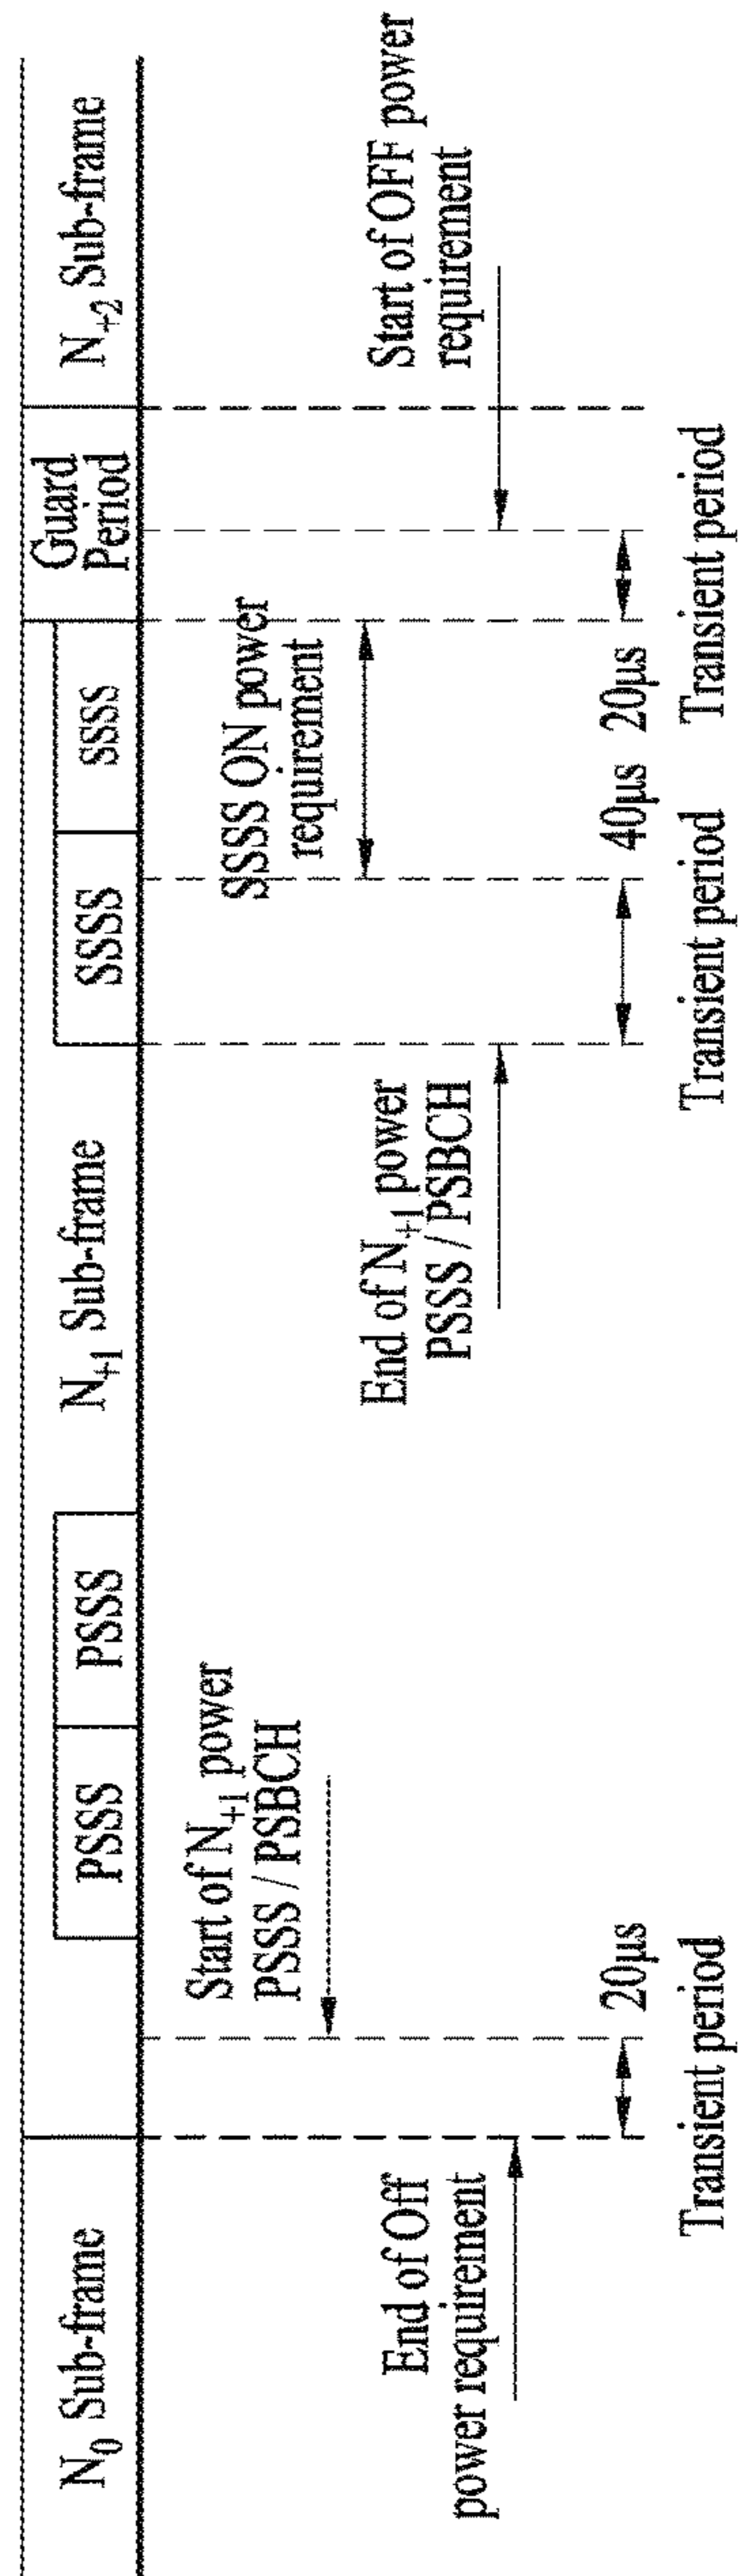 N0 Sub-frame
PSSS
PSSS
N+1 Sub-frame
SSSS
SSSS
Guard
Period
N+2 Sub-frame
Start of N+1 power
PSSS / PSBCH
SSSS ON power
requirement
End of Off
power requirement
End of N+1 power
PSSS / PSBCH
Start of OFF power
requirement
20µs
40µs
20µs
Transient period
Transient period
Transient period